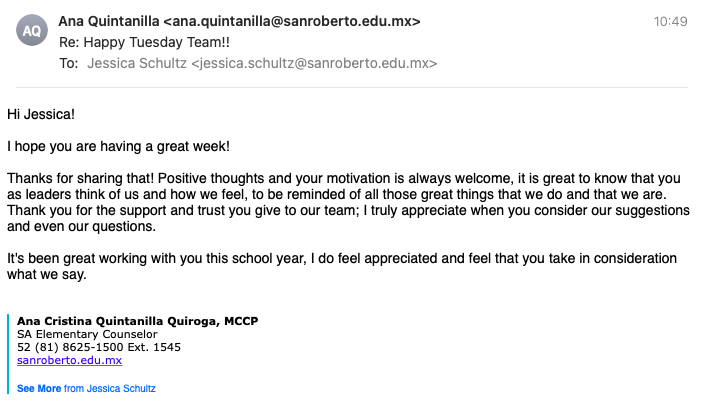 AQ
Ana Quintanilla <ana.quintanilla@sanroberto.edu.mx>
10:49
Re: Happy Tuesday Team!!
To: Jessica Schultz <jessica.schultz@sanroberto.edu.mx>
Hi Jessica!
I hope you are having a great week!
Thanks for sharing that! Positive thoughts and your motivation is always welcome, it is great to know that you
as leaders think of us and how we feel, to be reminded of all those great things that we do and that we are.
Thank you for the support and trust you give to our team; I truly appreciate when you consider our suggestions
and even our questions.
It's been great working with you this school year, I do feel appreciated and feel that you take in consideration
what we say.
Ana Cristina Quintanilla Quiroga, MCCP
SA Elementary Counselor
52 (81) 8625-1500 Ext. 1545
sanroberto.edu.mx
See More from Jessica Schultz